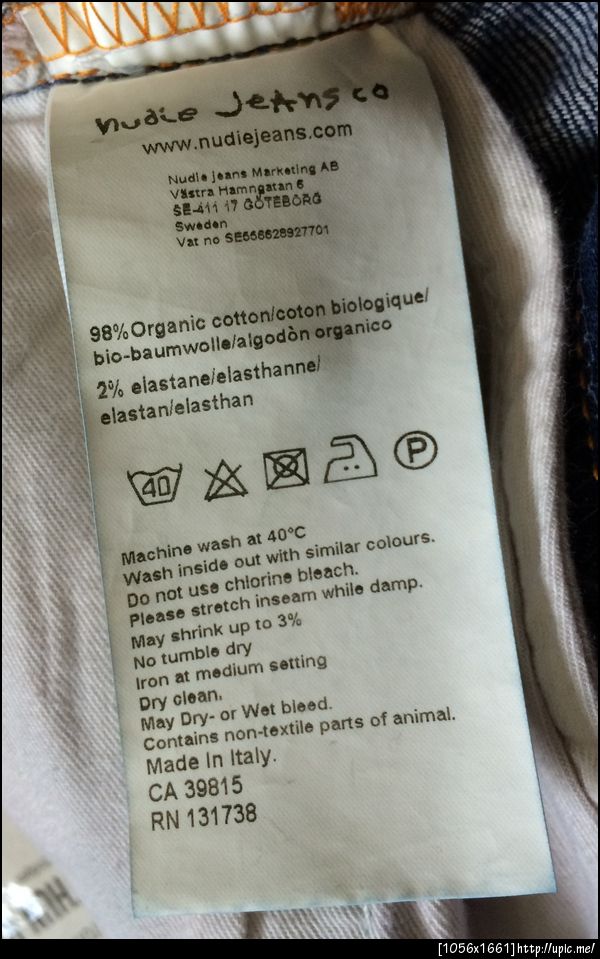 nudie jeans co
www.nudiejeans.com
Nudie Jeans Marketing AB
Västra Hamngatan 6
SE-411 17 GÖTEBORG
Sweden
Vat no SE556628927701
98%Organic cotton/coton biologique/
bio-baumwolle/algodòn organico
2% elastane/elasthanne/
elastan/elasthan
40 P
Machine wash at 40°C
Wash inside out with similar colours.
Do not use chlorine bleach.
Please stretch inseam while damp.
May shrink up to 3%
No tumble dry
Iron at medium setting
Dry clean.
May Dry- or Wet bleed.
Contains non-textile parts of animal.
Made In Italy.
CA 39815
RN 131738
[1056x1661]http://upic.me/